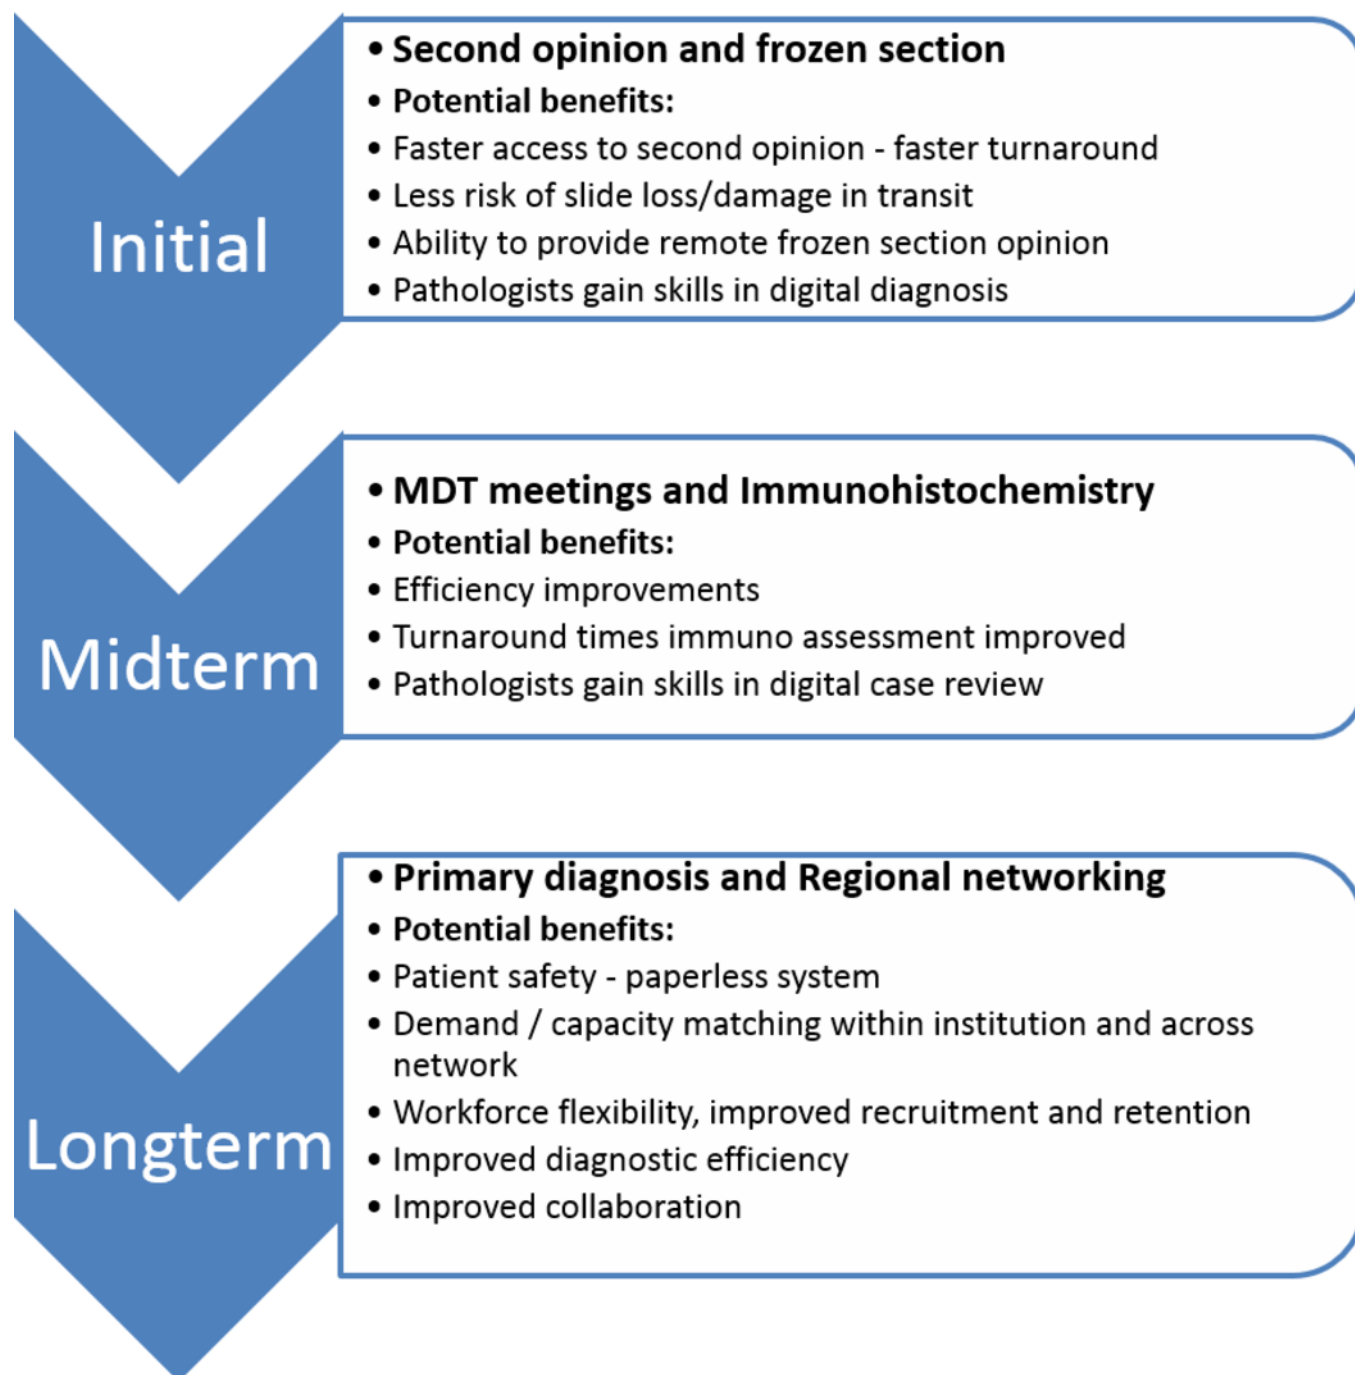 Initial
• Second opinion and frozen section
• Potential benefits:
• Faster access to second opinion - faster turnaround
• Less risk of slide loss/damage in transit
• Ability to provide remote frozen section opinion
• Pathologists gain skills in digital diagnosis
Midterm
• MDT meetings and Immunohistochemistry
• Potential benefits:
• Efficiency improvements
• Turnaround times immuno assessment improved
• Pathologists gain skills in digital case review
Longterm
• Primary diagnosis and Regional networking
• Potential benefits:
• Patient safety - paperless system
• Demand / capacity matching within institution and across
network
• Workforce flexibility, improved recruitment and retention
• Improved diagnostic efficiency
• Improved collaboration